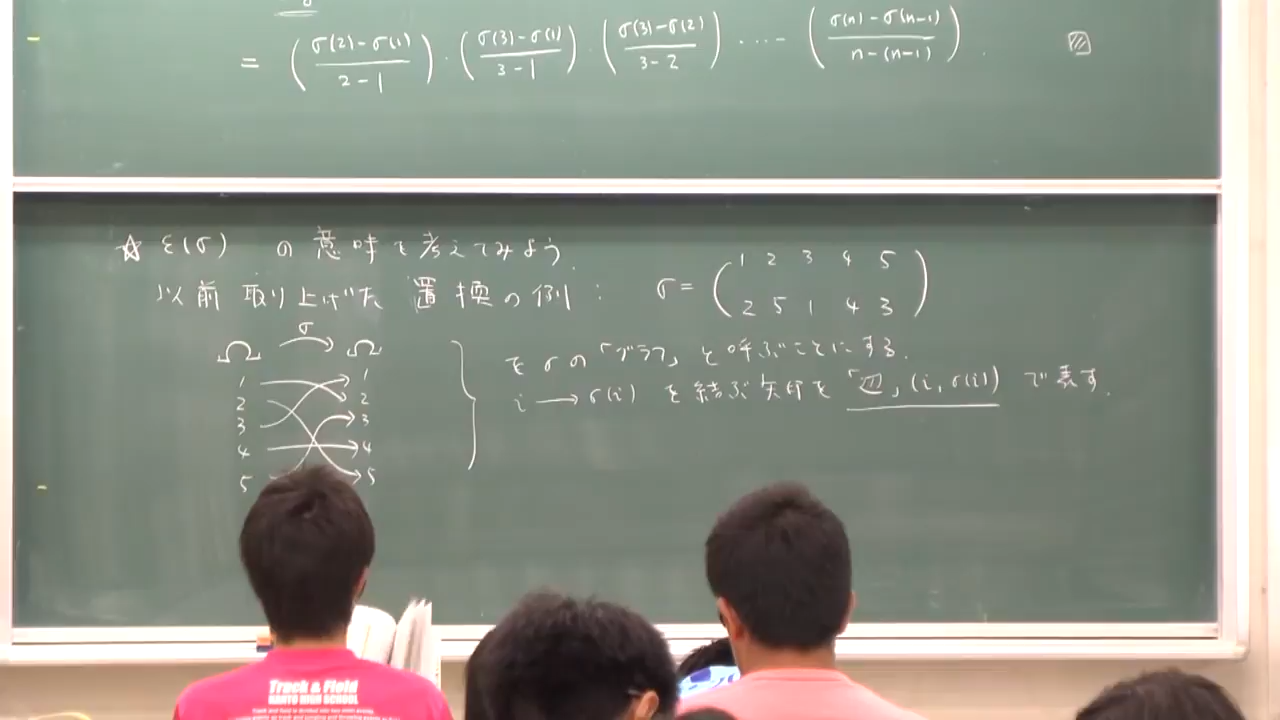 = ( σ(2)-σ(1) / 2-1 ) · ( σ(3)-σ(1) / 3-1 ) · ( σ(3)-σ(2) / 3-2 ) ···· ( σ(n)-σ(n-1) / n-(n-1) ) .
☆ ε(σ) の意味を考えてみよう.
以前取り上げた置換の例: σ = ( 1 2 3 4 5 / 2 5 1 4 3 )
Ω σ Ω
1 1
2 2
3 3
4 4
5 5
を σ の「グラフ」と呼ぶことにする.
i → σ(i) を結ぶ矢印を「辺」(i, σ(i)) で表す.
Track & Field
HIGH SCHOOL